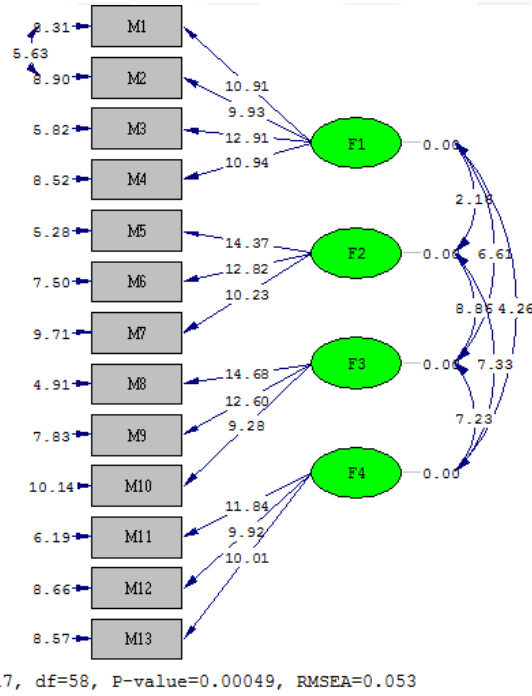 M1
5.63
8.90 M2 10.91
9.93
5.82 M3 12.91
F1 0.00
8.52 M4 10.94
5.28 M5 14.37
F2 0.00 6.61
7.50 M6 12.82
10.23
9.71 M7 8.86 4.26
F3 0.00 7.33
4.91 M8 14.68
12.60
7.83 M9 9.28 7.23
F4 0.00
10.14 M10
11.84
6.19 M11 9.92
10.01
8.66 M12
8.57 M13
7, df=58, P-value=0.00049, RMSEA=0.053